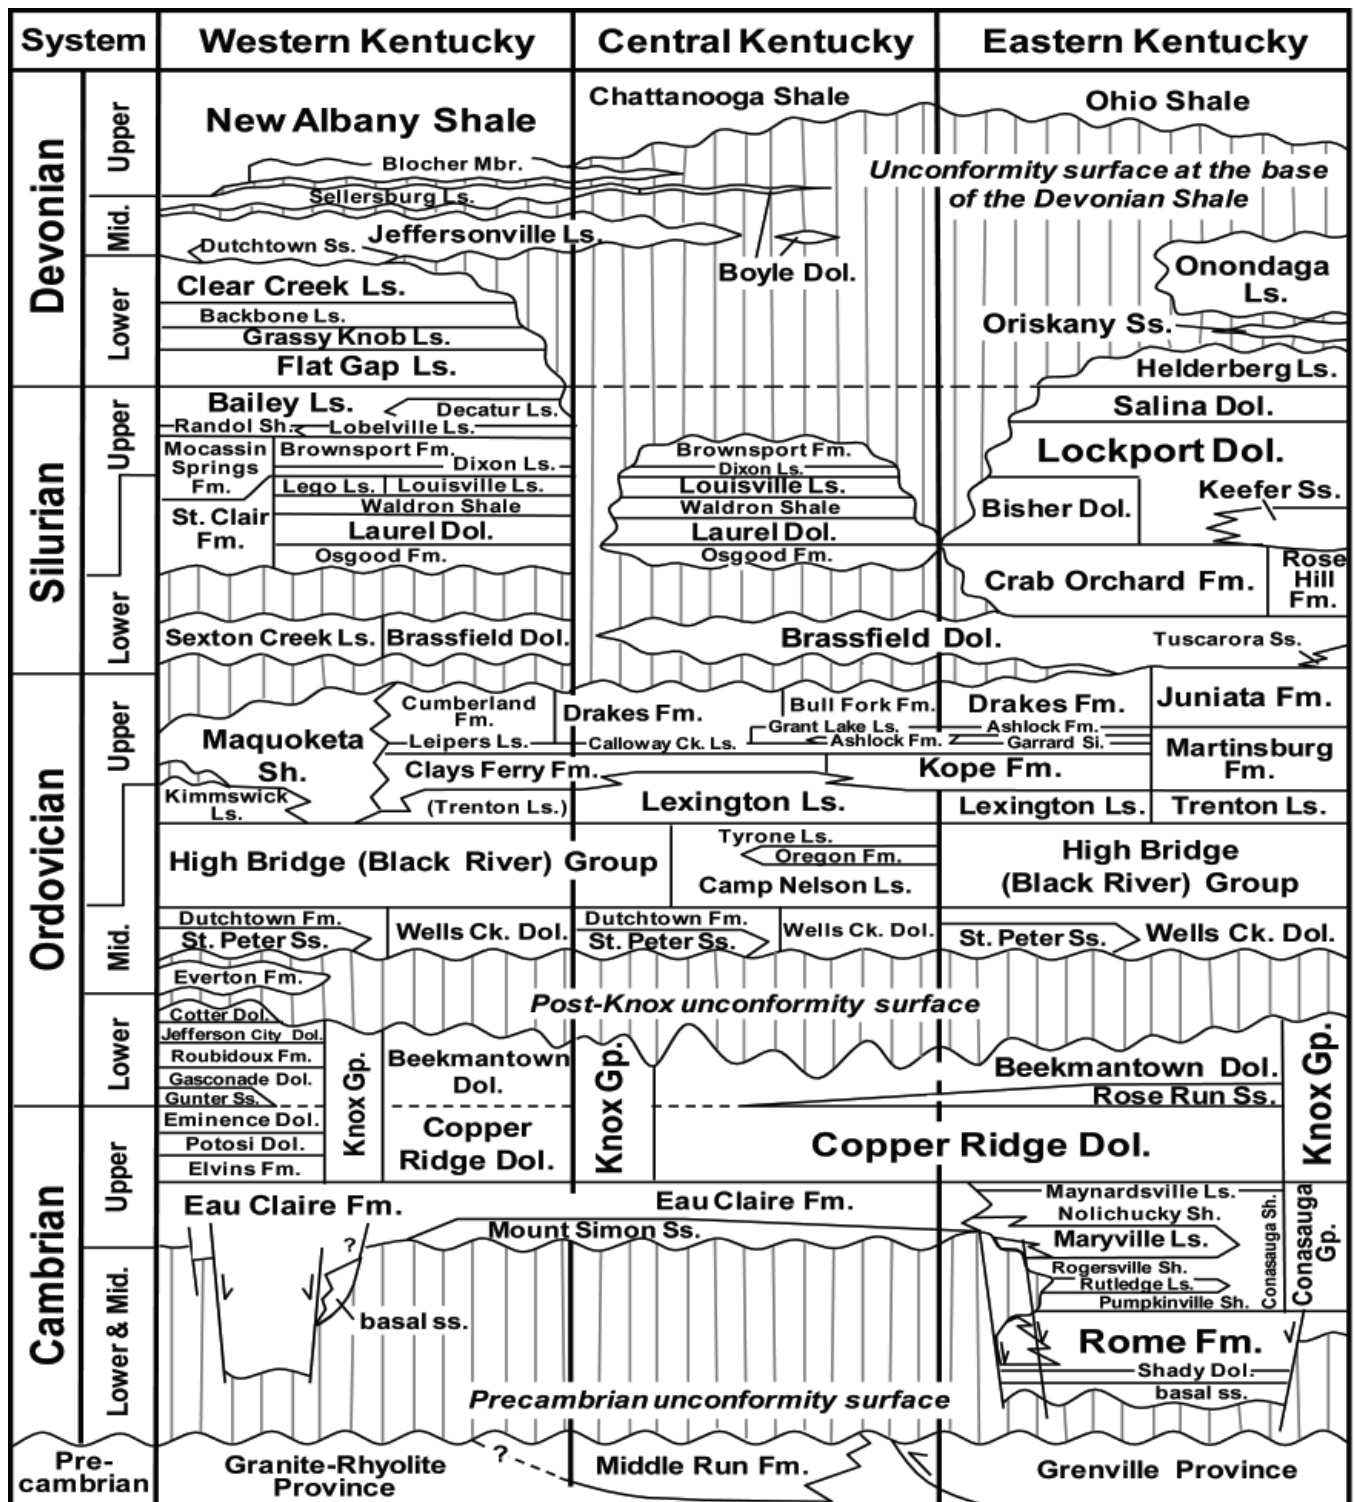 System
Western Kentucky
Central Kentucky
Eastern Kentucky
Devonian
Upper
Mid.
Lower
New Albany Shale
Chattanooga Shale
Ohio Shale
Blocher Mbr.
Unconformity surface at the base
of the Devonian Shale
Sellersburg Ls.
Jeffersonville Ls.
Dutchtown Ss.
Boyle Dol.
Onondaga
Ls.
Clear Creek Ls.
Backbone Ls.
Grassy Knob Ls.
Flat Gap Ls.
Oriskany Ss.
Helderberg Ls.
Silurian
Upper
Lower
Bailey Ls.
Decatur Ls.
Randol Sh.
Lobelville Ls.
Mocassin
Springs
Fm.
Brownsport Fm.
Dixon Ls.
Lego Ls.
Louisville Ls.
Waldron Shale
St. Clair
Fm.
Laurel Dol.
Osgood Fm.
Sexton Creek Ls.
Brassfield Dol.
Brownsport Fm.
Dixon Ls.
Louisville Ls.
Waldron Shale
Laurel Dol.
Osgood Fm.
Brassfield Dol.
Salina Dol.
Lockport Dol.
Keefer Ss.
Bisher Dol.
Crab Orchard Fm.
Rose
Hill
Fm.
Tuscarora Ss.
Ordovician
Upper
Mid.
Lower
Cumberland
Fm.
Maquoketa
Sh.
Leipers Ls.
Clays Ferry Fm.
Kimmswick
Ls.
(Trenton Ls.)
Drakes Fm.
Bull Fork Fm.
Grant Lake Ls.
Calloway Ck. Ls.
Ashlock Fm.
Lexington Ls.
Drakes Fm.
Ashlock Fm.
Garrard Si.
Kope Fm.
Lexington Ls.
Juniata Fm.
Martinsburg
Fm.
Trenton Ls.
High Bridge (Black River) Group
Tyrone Ls.
Oregon Fm.
Camp Nelson Ls.
High Bridge
(Black River) Group
Dutchtown Fm.
St. Peter Ss.
Wells Ck. Dol.
Dutchtown Fm.
St. Peter Ss.
Wells Ck. Dol.
St. Peter Ss.
Wells Ck. Dol.
Everton Fm.
Post-Knox unconformity surface
Cotter Dol.
Jefferson City Dol.
Roubidoux Fm.
Gasconade Dol.
Gunter Ss.
Eminence Dol.
Potosi Dol.
Elvins Fm.
Knox Gp.
Beekmantown
Dol.
Copper
Ridge Dol.
Knox Gp.
Beekmantown Dol.
Rose Run Ss.
Copper Ridge Dol.
Knox Gp.
Cambrian
Upper
Lower & Mid.
Eau Claire Fm.
Eau Claire Fm.
Mount Simon Ss.
?
basal ss.
Maynardsville Ls.
Nolichucky Sh.
Maryville Ls.
Rogersville Sh.
Rutledge Ls.
Pumpkinville Sh.
Conasauga Sh.
Conasauga
Gp.
Rome Fm.
Shady Dol.
basal ss.
Precambrian unconformity surface
Pre-
cambrian
Granite-Rhyolite
Province
?
Middle Run Fm.
Grenville Province